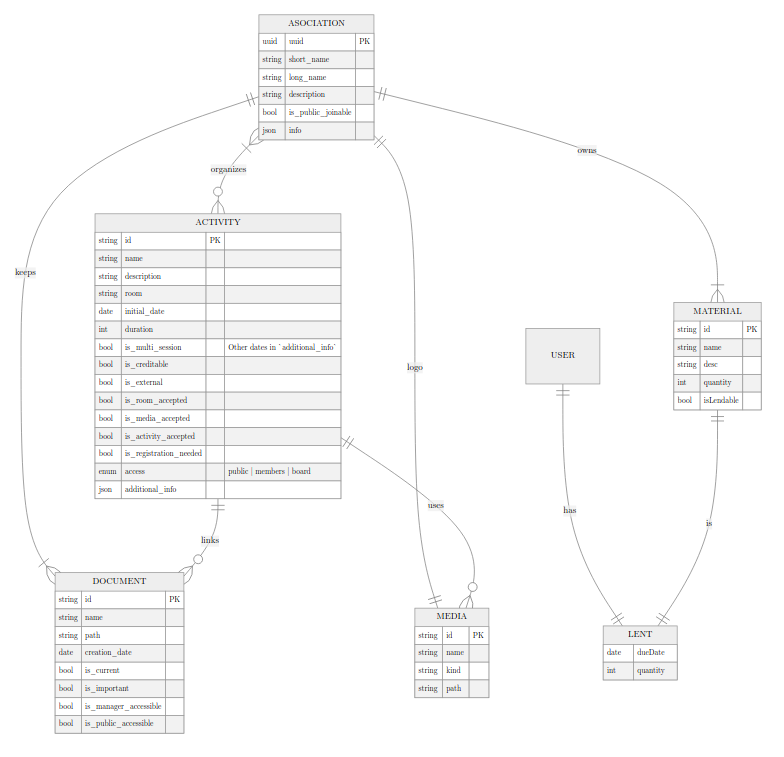 ASOCIATION
uuid uuid PK
string short_name
string long_name
string description
bool is_public_joinable
json info
organizes
owns
keeps
logo
ACTIVITY
string id PK
string name
string description
string room
date initial_date
int duration
bool is_multi_session Other dates in `additional_info`
bool is_creditable
bool is_external
bool is_room_accepted
bool is_media_accepted
bool is_activity_accepted
bool is_registration_needed
enum access public | members | board
json additional_info
USER
MATERIAL
string id PK
string name
string desc
int quantity
bool isLendable
uses
has
is
links
DOCUMENT
string id PK
string name
string path
date creation_date
bool is_current
bool is_important
bool is_manager_accessible
bool is_public_accessible
MEDIA
string id PK
string name
string kind
string path
LENT
date dueDate
int quantity